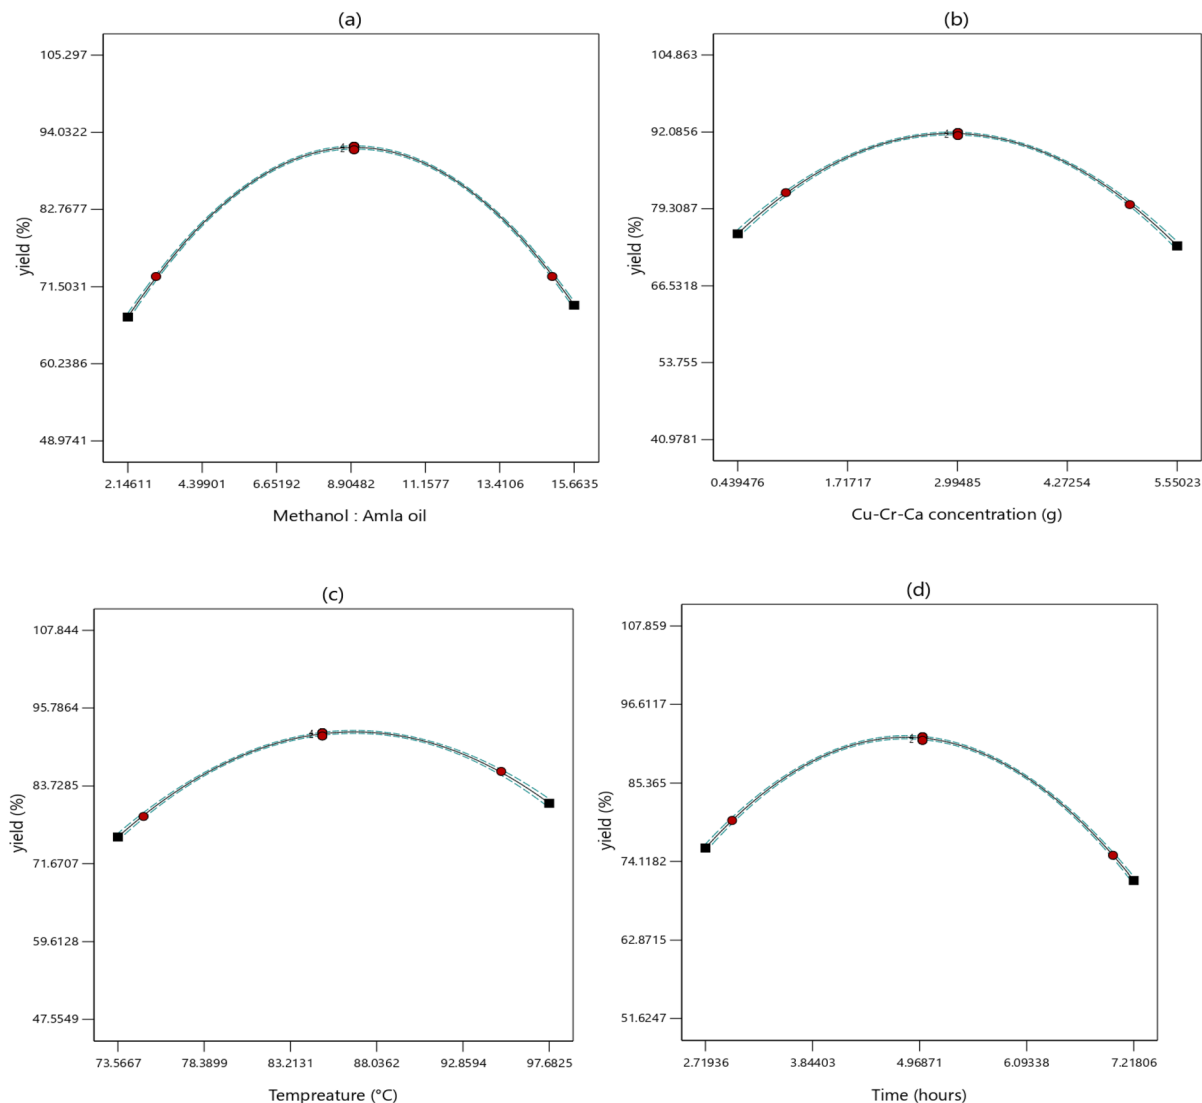 (a)
105.297
94.0322
82.7677
71.5031
60.2386
48.9741
yield (%)
2.14611 4.39901 6.65192 8.90482 11.1577 13.4106 15.6635
Methanol : Amla oil
(b)
104.863
92.0856
79.3087
66.5318
53.755
40.9781
yield (%)
0.439476 1.71717 2.99485 4.27254 5.55023
Cu-Cr-Ca concentration (g)
(c)
107.844
95.7864
83.7285
71.6707
59.6128
47.5549
yield (%)
73.5667 78.3899 83.2131 88.0362 92.8594 97.6825
Tempreature (°C)
(d)
107.859
96.6117
85.365
74.1182
62.8715
51.6247
yield (%)
2.71936 3.84403 4.96871 6.09338 7.21806
Time (hours)